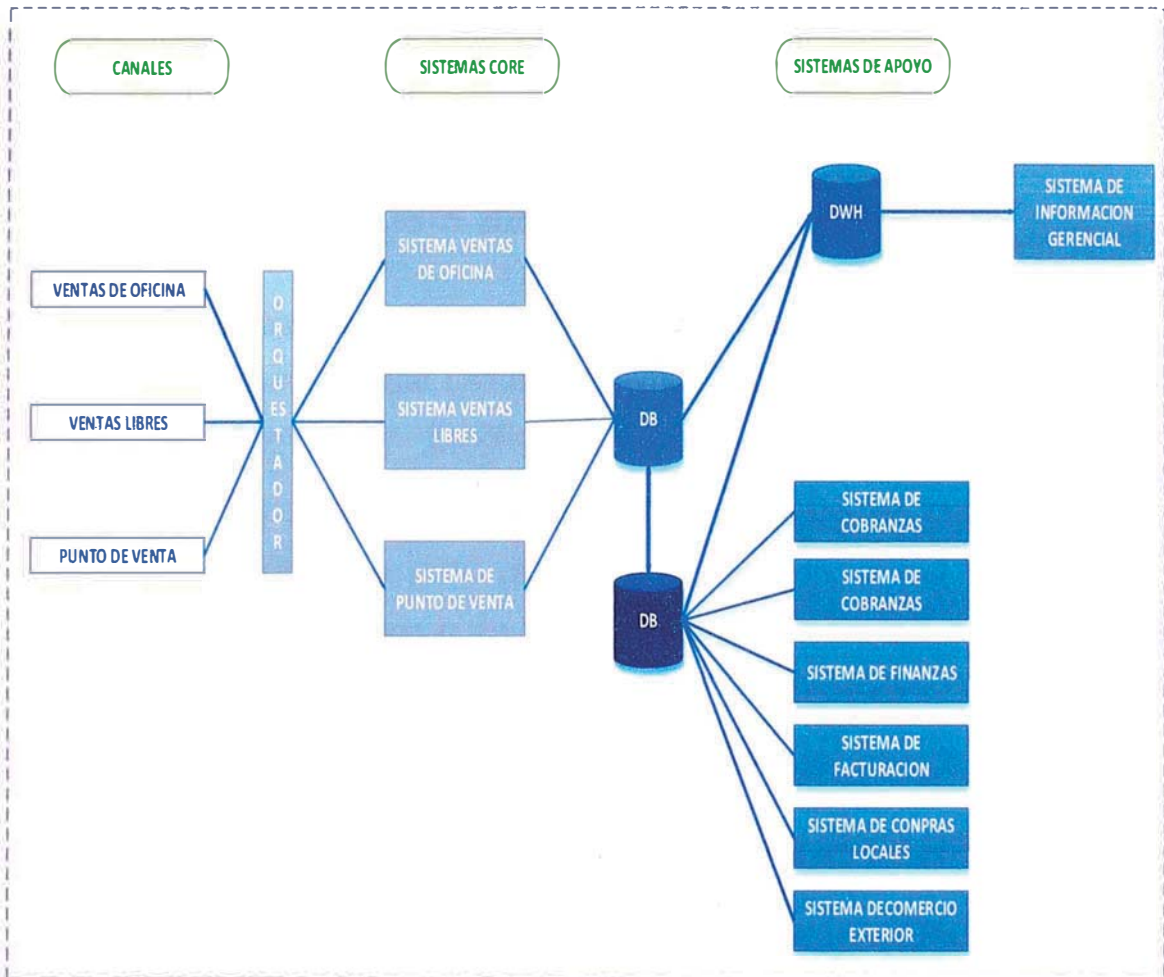 CANALES
SISTEMAS CORE
SISTEMAS DE APOYO
VENTAS DE OFICINA
VENTAS LIBRES
PUNTO DE VENTA
ORQUESTADOR
SISTEMA VENTAS
DE OFICINA
SISTEMA VENTAS
LIBRES
SISTEMA DE
PUNTO DE VENTA
DB
DB
DWH
SISTEMA DE
INFORMACION
GERENCIAL
SISTEMA DE
COBRANZAS
SISTEMA DE
COBRANZAS
SISTEMA DE FINANZAS
SISTEMA DE
FACTURACION
SISTEMA DE CONPRAS
LOCALES
SISTEMA DECOMERCIO
EXTERIOR